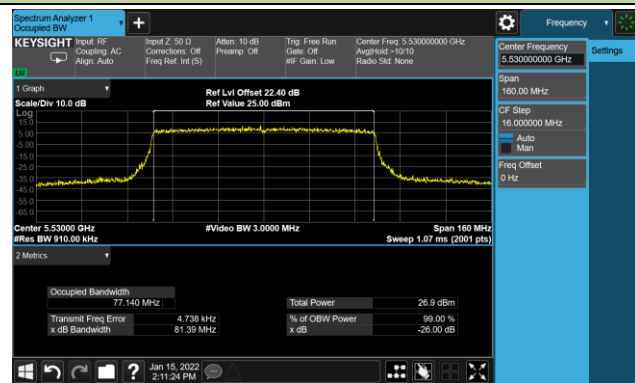 Spectrum Analyzer 1
Occupied BW
Frequency
KEYSIGHT
Input: RF
Coupling: AC
Align: Auto
Input Z: 50 Ω
Corrections: Off
Freq Ref: Int (S)
Atten: 10 dB
Preamp: Off
Trig: Free Run
Gate: Off
#IF Gain: Low
Center Freq: 5.530000000 GHz
Avg|Hold:>10/10
Radio Std: None
LU
Center Frequency
5.530000000 GHz
Settings
Span
160.00 MHz
CF Step
16.000000 MHz
Auto
Man
Freq Offset
0 Hz
1 Graph
Scale/Div 10.0 dB
Ref Lvl Offset 22.40 dB
Ref Value 25.00 dBm
Log
15.0
5.00
-5.00
-15.0
-25.0
-35.0
-45.0
-55.0
-65.0
Center 5.53000 GHz
#Video BW 3.0000 MHz
Span 160 MHz
#Res BW 910.00 kHz
Sweep 1.07 ms (2001 pts)
2 Metrics
Occupied Bandwidth
77.140 MHz
Total Power
26.9 dBm
Transmit Freq Error
4.738 kHz
% of OBW Power
99.00 %
x dB Bandwidth
81.39 MHz
x dB
-26.00 dB
Jan 15, 2022
2:11:24 PM